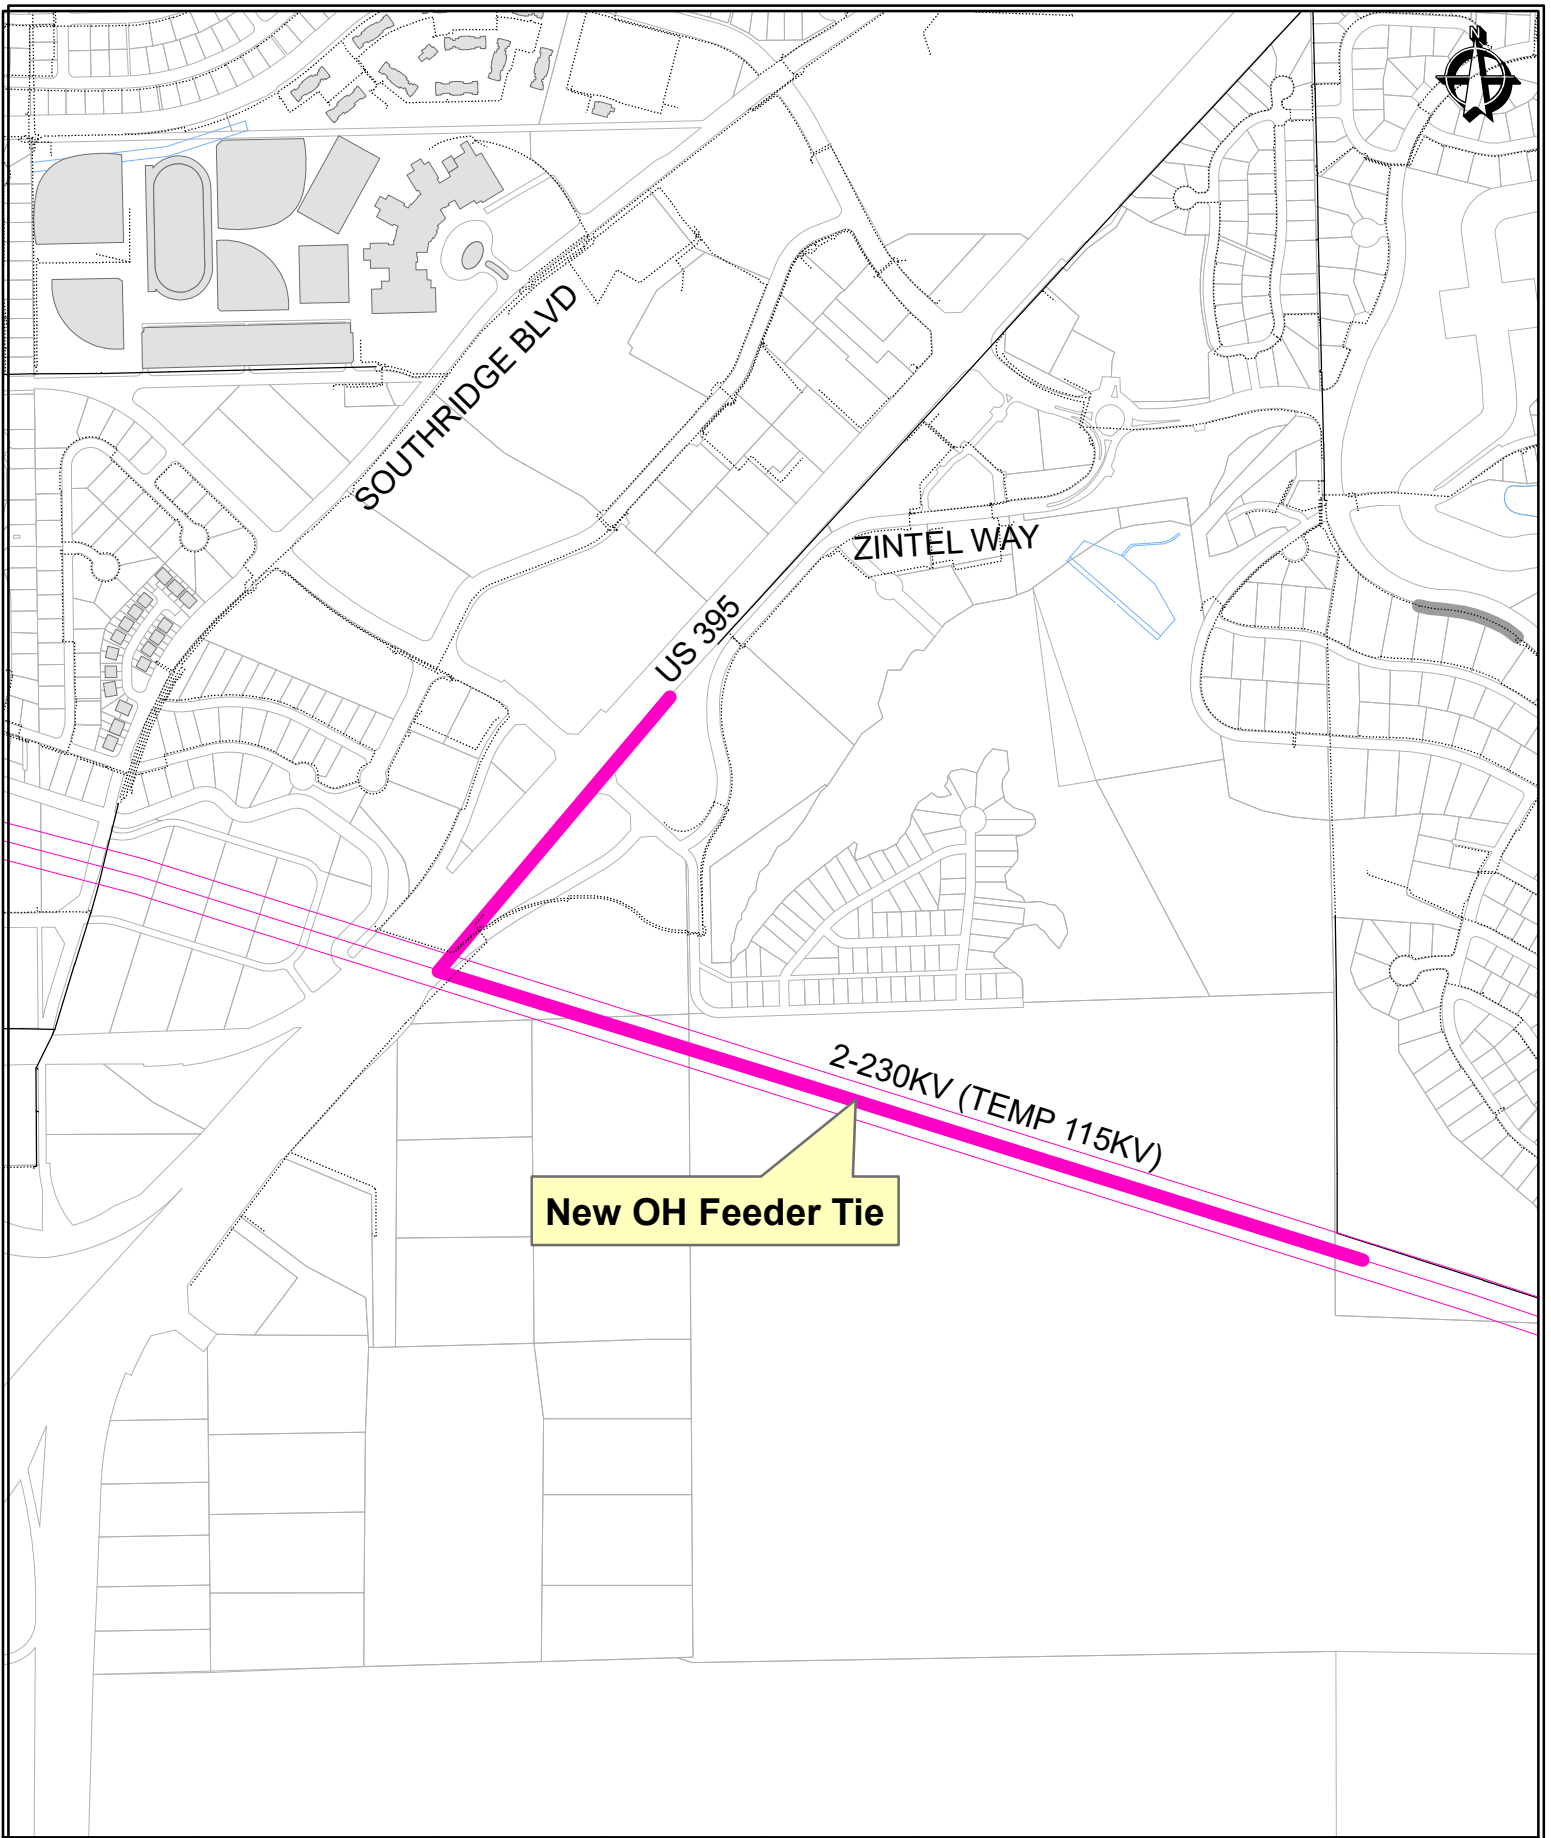 N
SOUTHRIDGE BLVD
ZINTEL WAY
US 395
2-230KV (TEMP 115KV)
New OH Feeder Tie